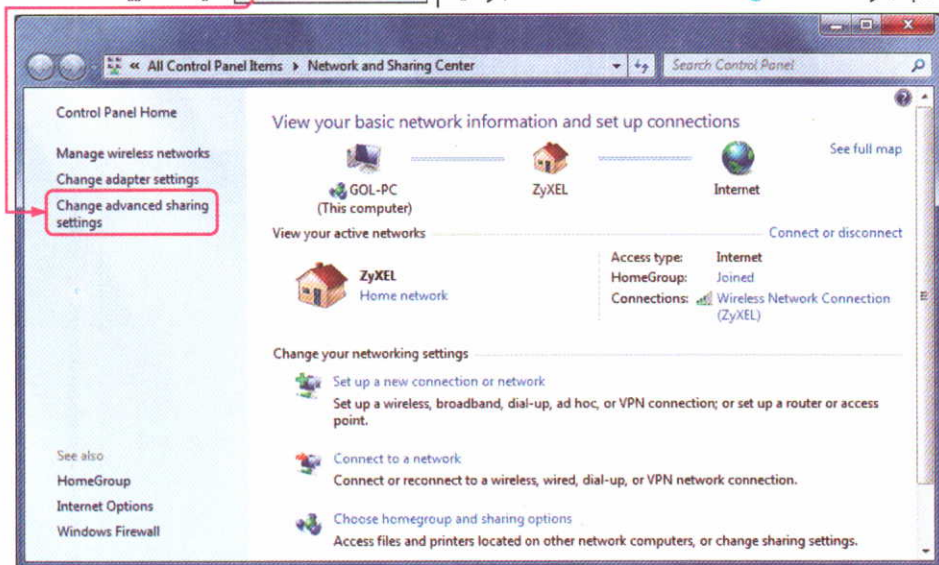 « All Control Panel Items ▸ Network and Sharing Center
Search Control Panel
Control Panel Home
Manage wireless networks
Change adapter settings
Change advanced sharing
settings
See also
HomeGroup
Internet Options
Windows Firewall
View your basic network information and set up connections
See full map
GOL-PC
(This computer)
ZyXEL
Internet
View your active networks
Connect or disconnect
ZyXEL
Home network
Access type: Internet
HomeGroup: Joined
Connections: Wireless Network Connection
(ZyXEL)
Change your networking settings
Set up a new connection or network
Set up a wireless, broadband, dial-up, ad hoc, or VPN connection; or set up a router or access
point.
Connect to a network
Connect or reconnect to a wireless, wired, dial-up, or VPN network connection.
Choose homegroup and sharing options
Access files and printers located on other network computers, or change sharing settings.